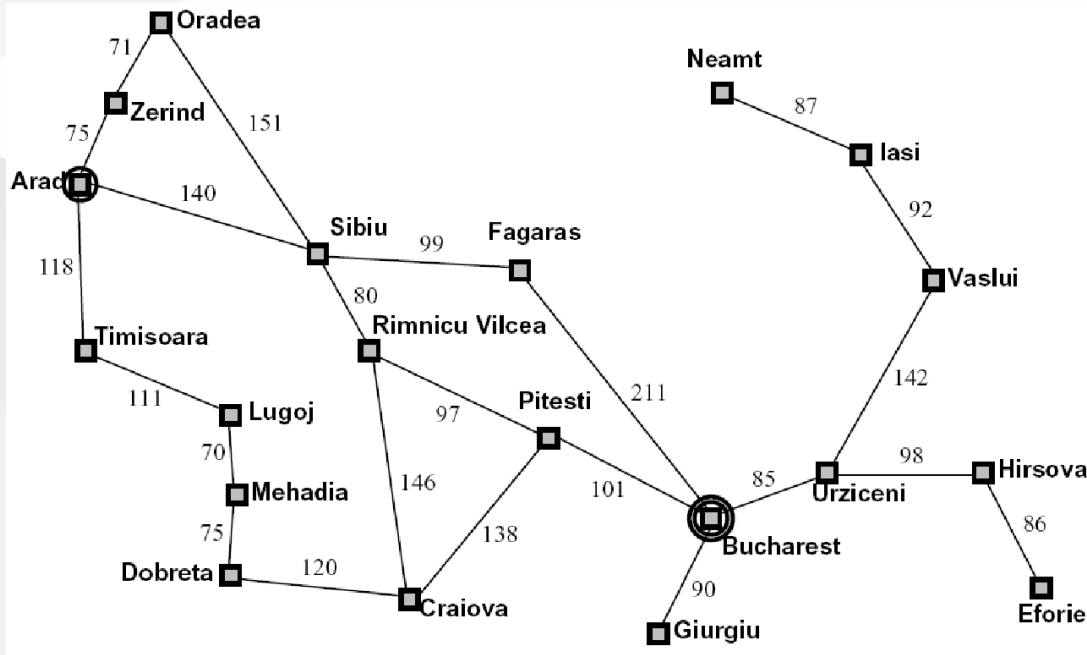 Oradea
71
Neamt
Zerind
87
75
151
Iasi
Arad
140
92
Sibiu
Fagaras
99
118
Vaslui
80
Timisoara
Rimnicu Vilcea
142
211
111
Pitesti
Lugoj
97
70
98
Hirsova
146
85
Mehadia
101
Urziceni
86
75
138
Bucharest
Dobreta
120
90
Craiova
Eforie
Giurgiu